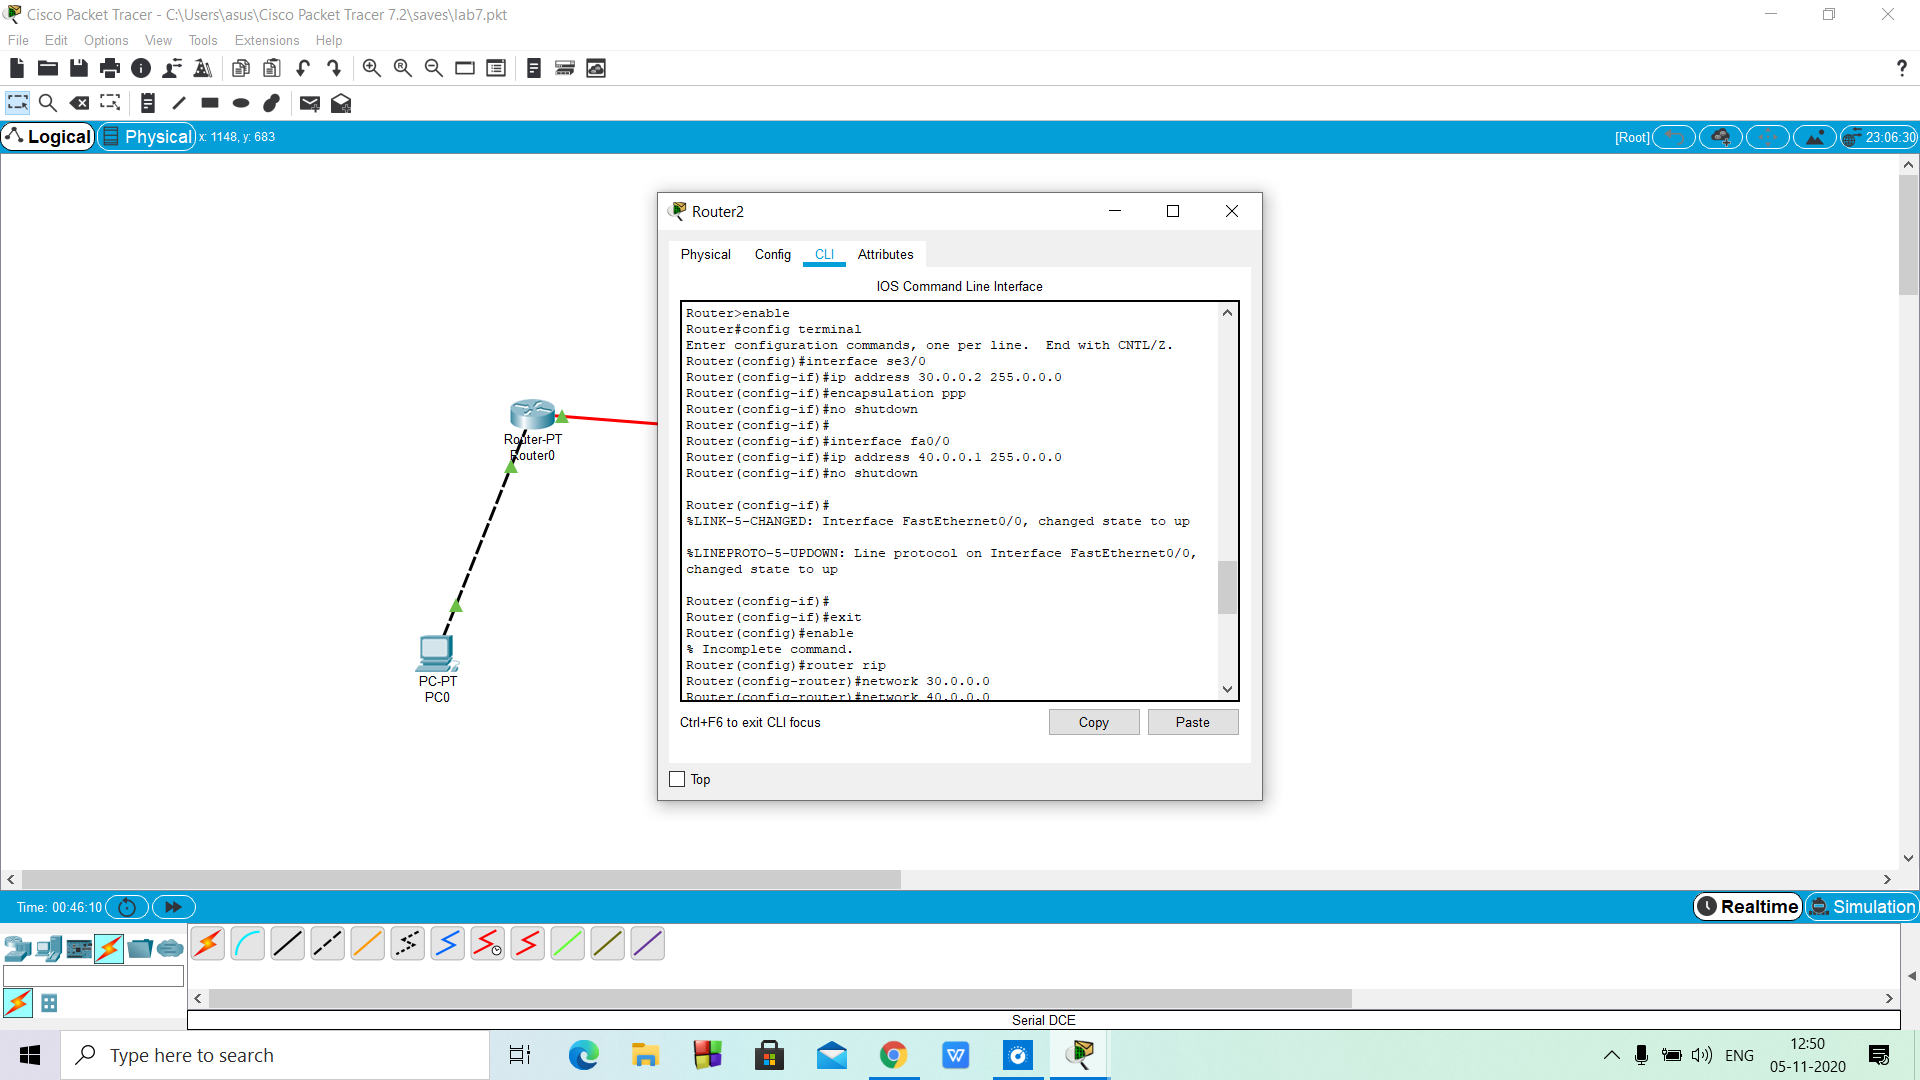 Cisco Packet Tracer - C:\Users\asus\Cisco Packet Tracer 7.2\saves\lab7.pkt
File Edit Options View Tools Extensions Help
?
Logical Physical x: 1148, y: 683 [Root] 23:06:30
Router2
Physical Config CLI Attributes
IOS Command Line Interface
Router>enable
Router#config terminal
Enter configuration commands, one per line.  End with CNTL/Z.
Router(config)#interface se3/0
Router(config-if)#ip address 30.0.0.2 255.0.0.0
Router(config-if)#encapsulation ppp
Router(config-if)#no shutdown
Router(config-if)#
Router(config-if)#interface fa0/0
Router(config-if)#ip address 40.0.0.1 255.0.0.0
Router(config-if)#no shutdown
Router(config-if)#
%LINK-5-CHANGED: Interface FastEthernet0/0, changed state to up
%LINEPROTO-5-UPDOWN: Line protocol on Interface FastEthernet0/0,
changed state to up
Router(config-if)#
Router(config-if)#exit
Router(config)#enable
% Incomplete command.
Router(config)#router rip
Router(config-router)#network 30.0.0.0
Router(config-router)#network 40.0.0.0
Ctrl+F6 to exit CLI focus
Copy Paste
Top
Router-PT
Router0
PC-PT
PC0
Time: 00:46:10
Realtime Simulation
Serial DCE
Type here to search
W
ENG
12:50
05-11-2020